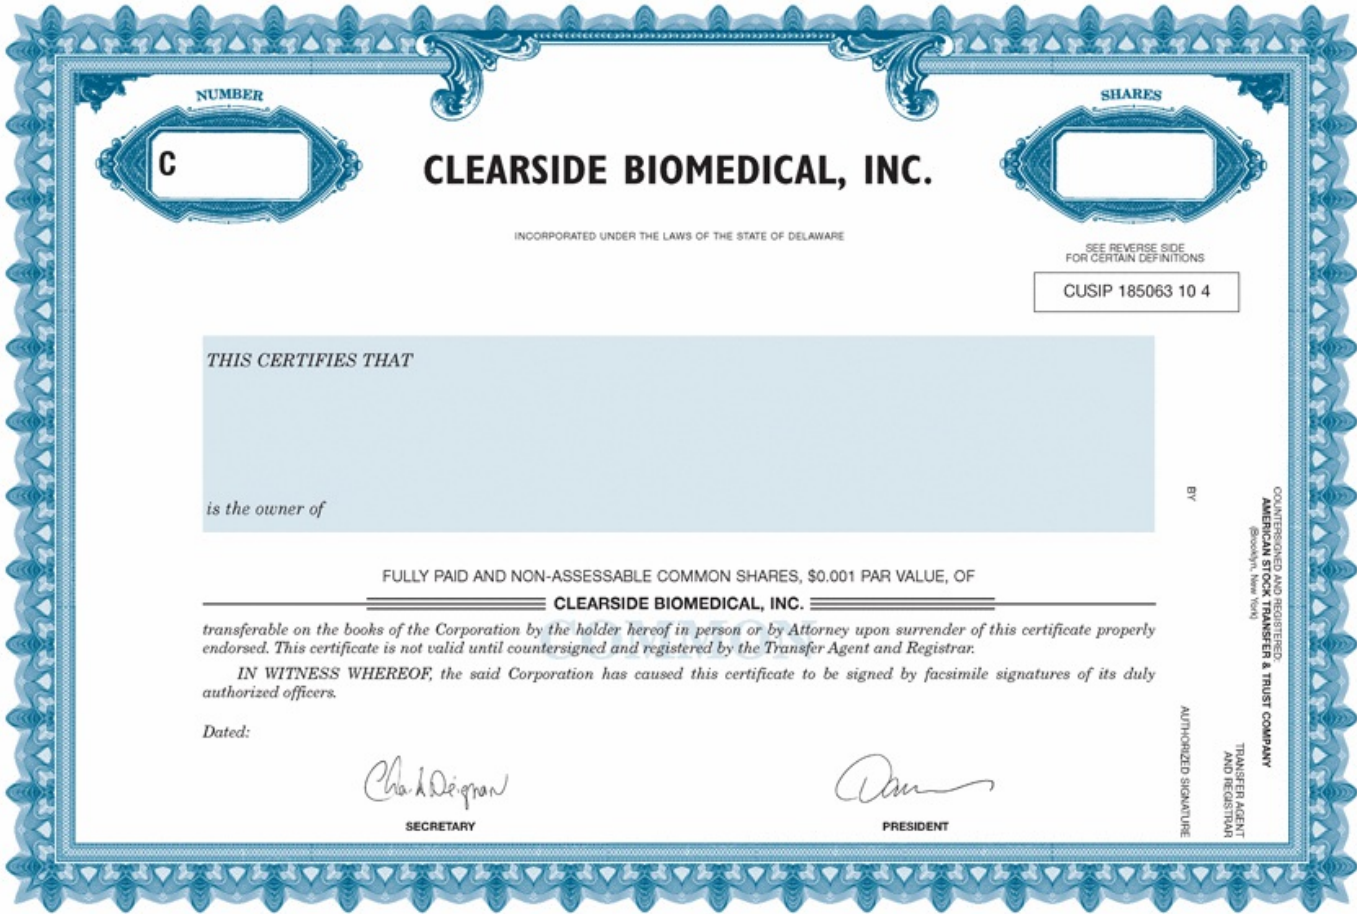 NUMBER
SHARES
C
CLEARSIDE BIOMEDICAL, INC.
INCORPORATED UNDER THE LAWS OF THE STATE OF DELAWARE
SEE REVERSE SIDE
FOR CERTAIN DEFINITIONS
CUSIP 185063 10 4
THIS CERTIFIES THAT
is the owner of
FULLY PAID AND NON-ASSESSABLE COMMON SHARES, $0.001 PAR VALUE, OF
CLEARSIDE BIOMEDICAL, INC.
COMMON
transferable on the books of the Corporation by the holder hereof in person or by Attorney upon surrender of this certificate properly
endorsed. This certificate is not valid until countersigned and registered by the Transfer Agent and Registrar.
IN WITNESS WHEREOF, the said Corporation has caused this certificate to be signed by facsimile signatures of its duly
authorized officers.
Dated:
SECRETARY
PRESIDENT
COUNTERSIGNED AND REGISTERED:
AMERICAN STOCK TRANSFER & TRUST COMPANY
(Brooklyn, New York)
TRANSFER AGENT
AND REGISTRAR
BY
AUTHORIZED SIGNATURE